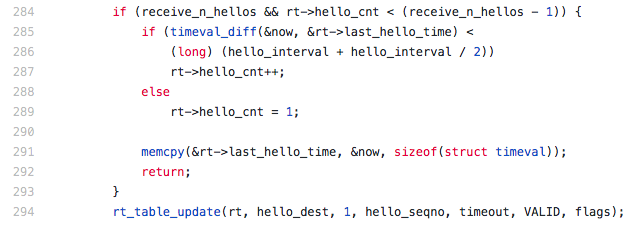 284 if (receive_n_hellos && rt->hello_cnt < (receive_n_hellos - 1)) {
285 if (timeval_diff(&now, &rt->last_hello_time) <
286 (long) (hello_interval + hello_interval / 2))
287 rt->hello_cnt++;
288 else
289 rt->hello_cnt = 1;
290
291 memcpy(&rt->last_hello_time, &now, sizeof(struct timeval));
292 return;
293 }
294 rt_table_update(rt, hello_dest, 1, hello_seqno, timeout, VALID, flags);